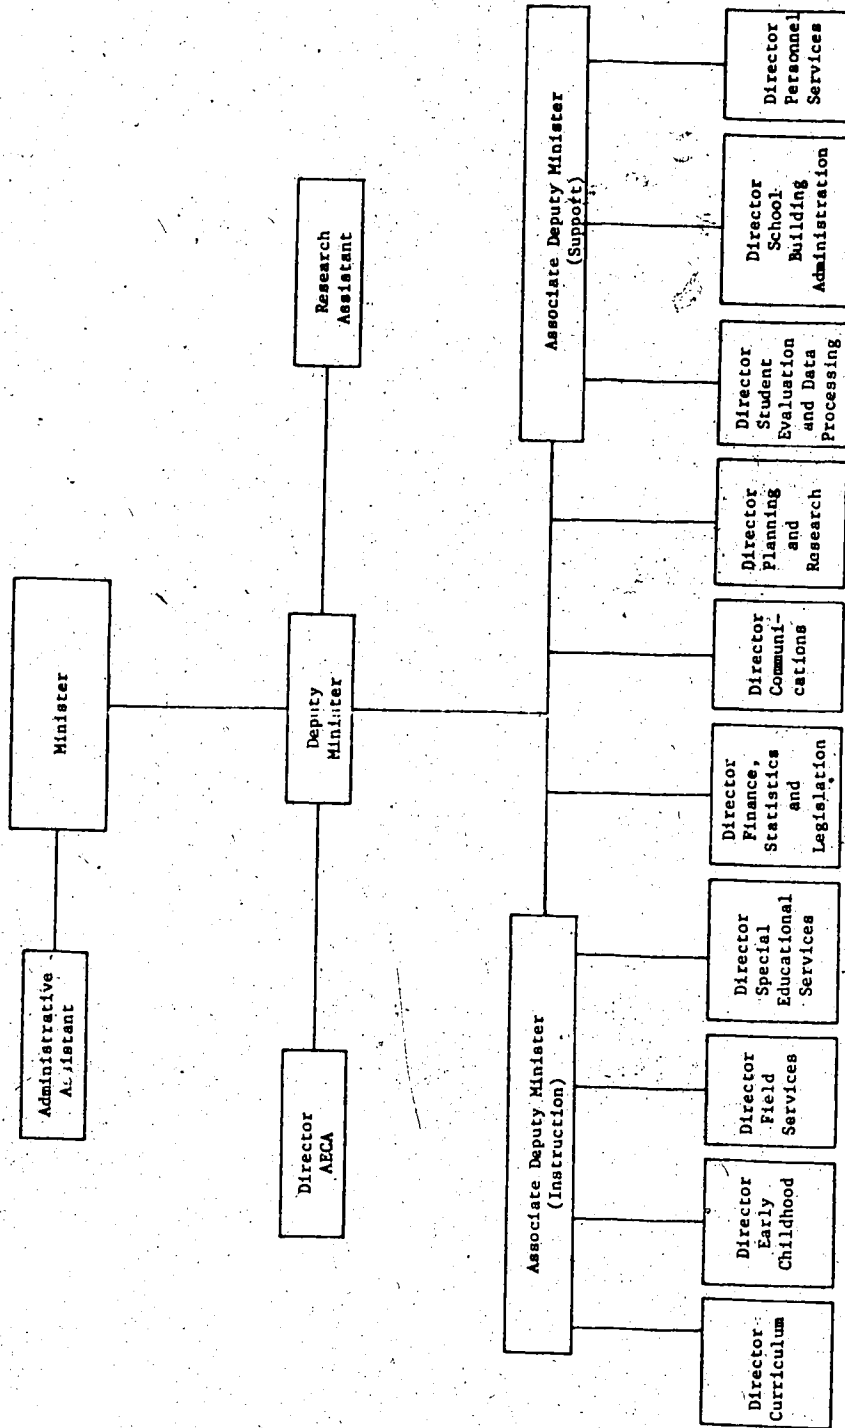 Minister
Administrative
Assistant
Deputy
Minister
Research
Assistant
Director
AECA
Associate Deputy Minister
(Instruction)
Associate Deputy Minister
(Support)
Director
Curriculum
Director
Early
Childhood
Director
Field
Services
Director
Special
Educational
Services
Director
Finance,
Statistics
and
Legislation
Director
Communi-
cations
Director
Planning
and
Research
Director
Student
Evaluation
and Data
Processing
Director
School
Building
Administration
Director
Personnel
Services